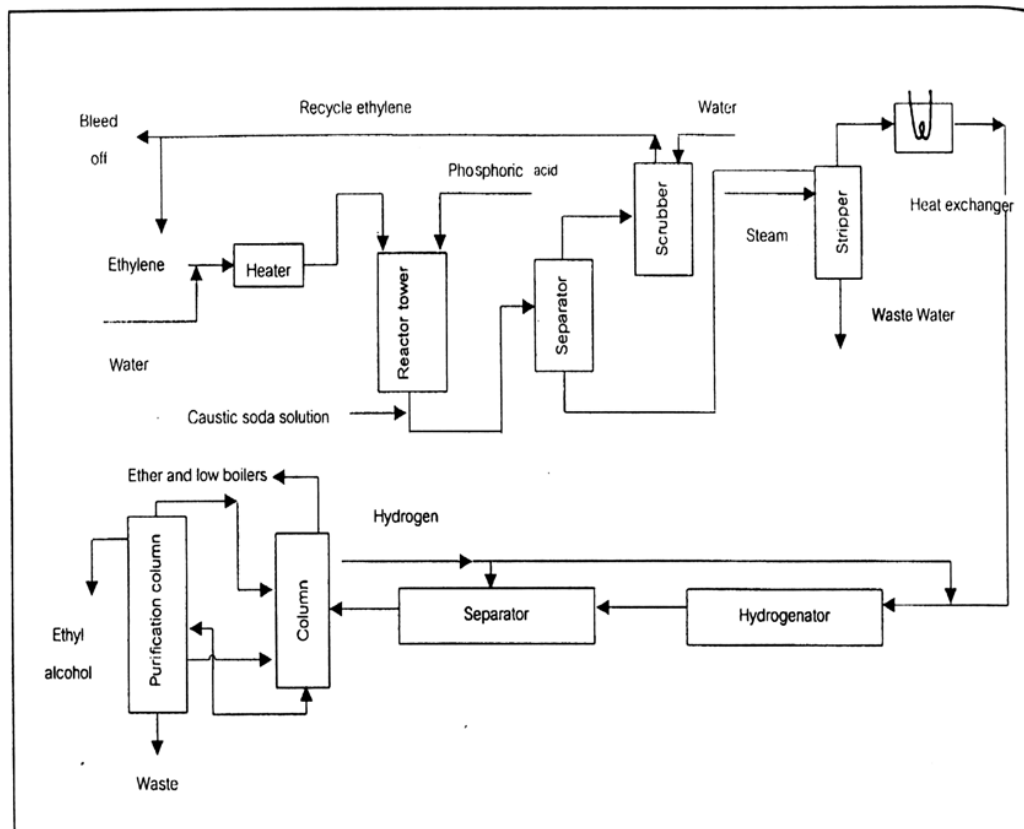 Recycle ethylene
Water
Bleed
off
Phosphoric acid
Scrubber
Heat exchanger
Stripper
Steam
Ethylene
Heater
Reactor tower
Separator
Waste Water
Water
Caustic soda solution
Ether and low boilers
Hydrogen
Purification column
Column
Separator
Hydrogenator
Ethyl
alcohol
Waste